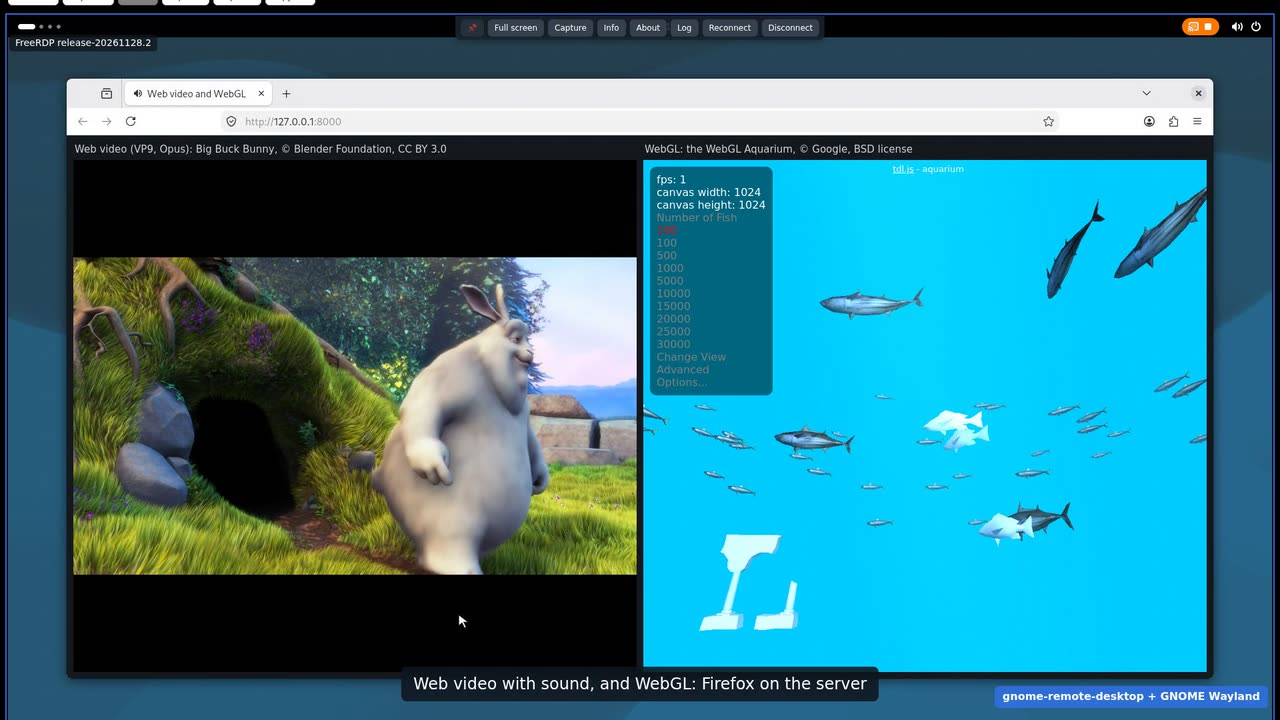 Full screen
Capture
Info
About
Log
Reconnect
Disconnect
FreeRDP release-20261128.2
Web video and WebGL
http://127.0.0.1:8000
Web video (VP9, Opus): Big Buck Bunny, © Blender Foundation, CC BY 3.0
WebGL: the WebGL Aquarium, © Google, BSD license
tdl.js - aquarium
fps: 1
canvas width: 1024
canvas height: 1024
Number of Fish
100
500
1000
5000
10000
15000
20000
25000
30000
Change View
Advanced
Options...
Web video with sound, and WebGL: Firefox on the server
gnome-remote-desktop + GNOME Wayland